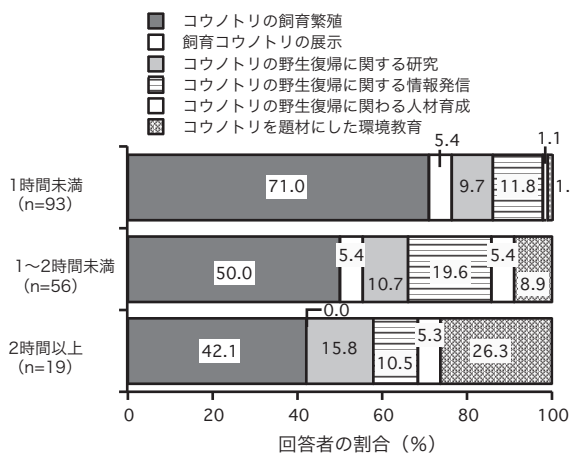 コウノトリの飼育繁殖
飼育コウノトリの展示
コウノトリの野生復帰に関する研究
コウノトリの野生復帰に関する情報発信
コウノトリの野生復帰に関わる人材育成
コウノトリを題材にした環境教育
5.4
1.1
1時間未満
(n=93)
71.0
9.7
11.8
1.
1〜2時間未満
(n=56)
50.0
5.4
10.7
19.6
5.4
8.9
0.0
2時間以上
(n=19)
42.1
15.8
10.5
5.3
26.3
0 20 40 60 80 100
回答者の割合（%）